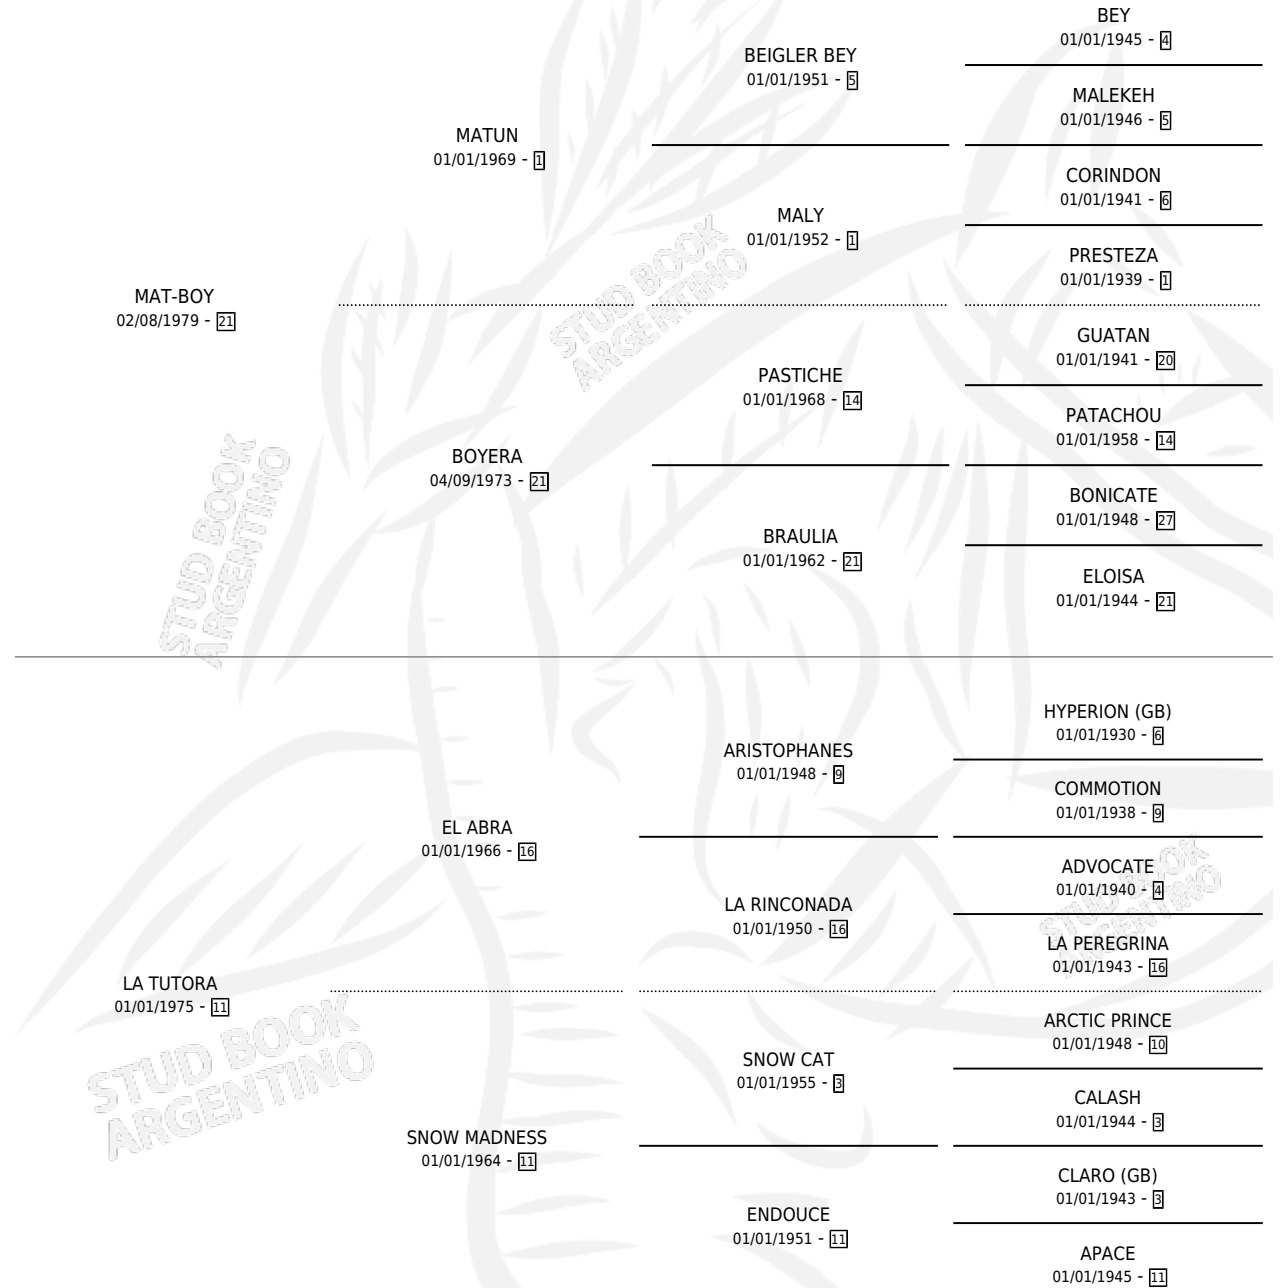 BEY
01/01/1945 - 4
BEIGLER BEY
01/01/1951 - 5
MALEKEH
01/01/1946 - 5
MATUN
01/01/1969 - 1
CORINDON
01/01/1941 - 6
MALY
01/01/1952 - 1
PRESTEZA
01/01/1939 - 1
MAT-BOY
02/08/1979 - 21
GUATAN
01/01/1941 - 20
PASTICHE
01/01/1968 - 14
PATACHOU
01/01/1958 - 14
BOYERA
04/09/1973 - 21
BONICATE
01/01/1948 - 27
BRAULIA
01/01/1962 - 21
ELOISA
01/01/1944 - 21
HYPERION (GB)
01/01/1930 - 6
ARISTOPHANES
01/01/1948 - 9
COMMOTION
01/01/1938 - 9
EL ABRA
01/01/1966 - 16
ADVOCATE
01/01/1940 - 4
LA RINCONADA
01/01/1950 - 16
LA PEREGRINA
01/01/1943 - 16
LA TUTORA
01/01/1975 - 11
ARCTIC PRINCE
01/01/1948 - 10
SNOW CAT
01/01/1955 - 3
CALASH
01/01/1944 - 3
SNOW MADNESS
01/01/1964 - 11
CLARO (GB)
01/01/1943 - 3
ENDOUCE
01/01/1951 - 11
APACE
01/01/1945 - 11
STUD BOOK
ARGENTINO
STUD BOOK
ARGENTINO
STUD BOOK
ARGENTINO
STUD BOOK
ARGENTINO